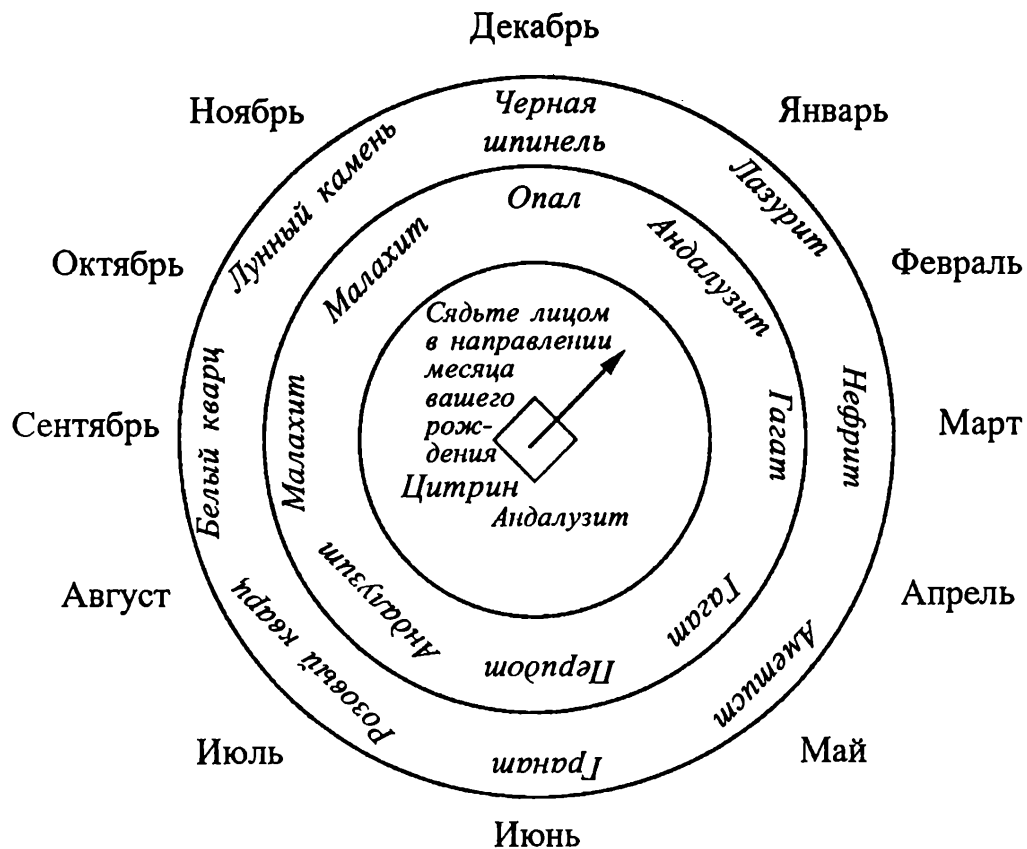 Декабрь
Ноябрь
Январь
Черная
шпинель
Лунный камень
Лазурит
Опал
Малахит
Андалузит
Октябрь
Февраль
Сядьте лицом
в направлении
месяца
вашего
рож-
дения
Цитрин
Андалузит
Сентябрь
Белый кварц
Малахит
Гагат
Нефрит
Март
Август
Розовый кварц
Андалузит
Перидот
Гагат
Аметист
Апрель
Июль
Гранат
Май
Июнь